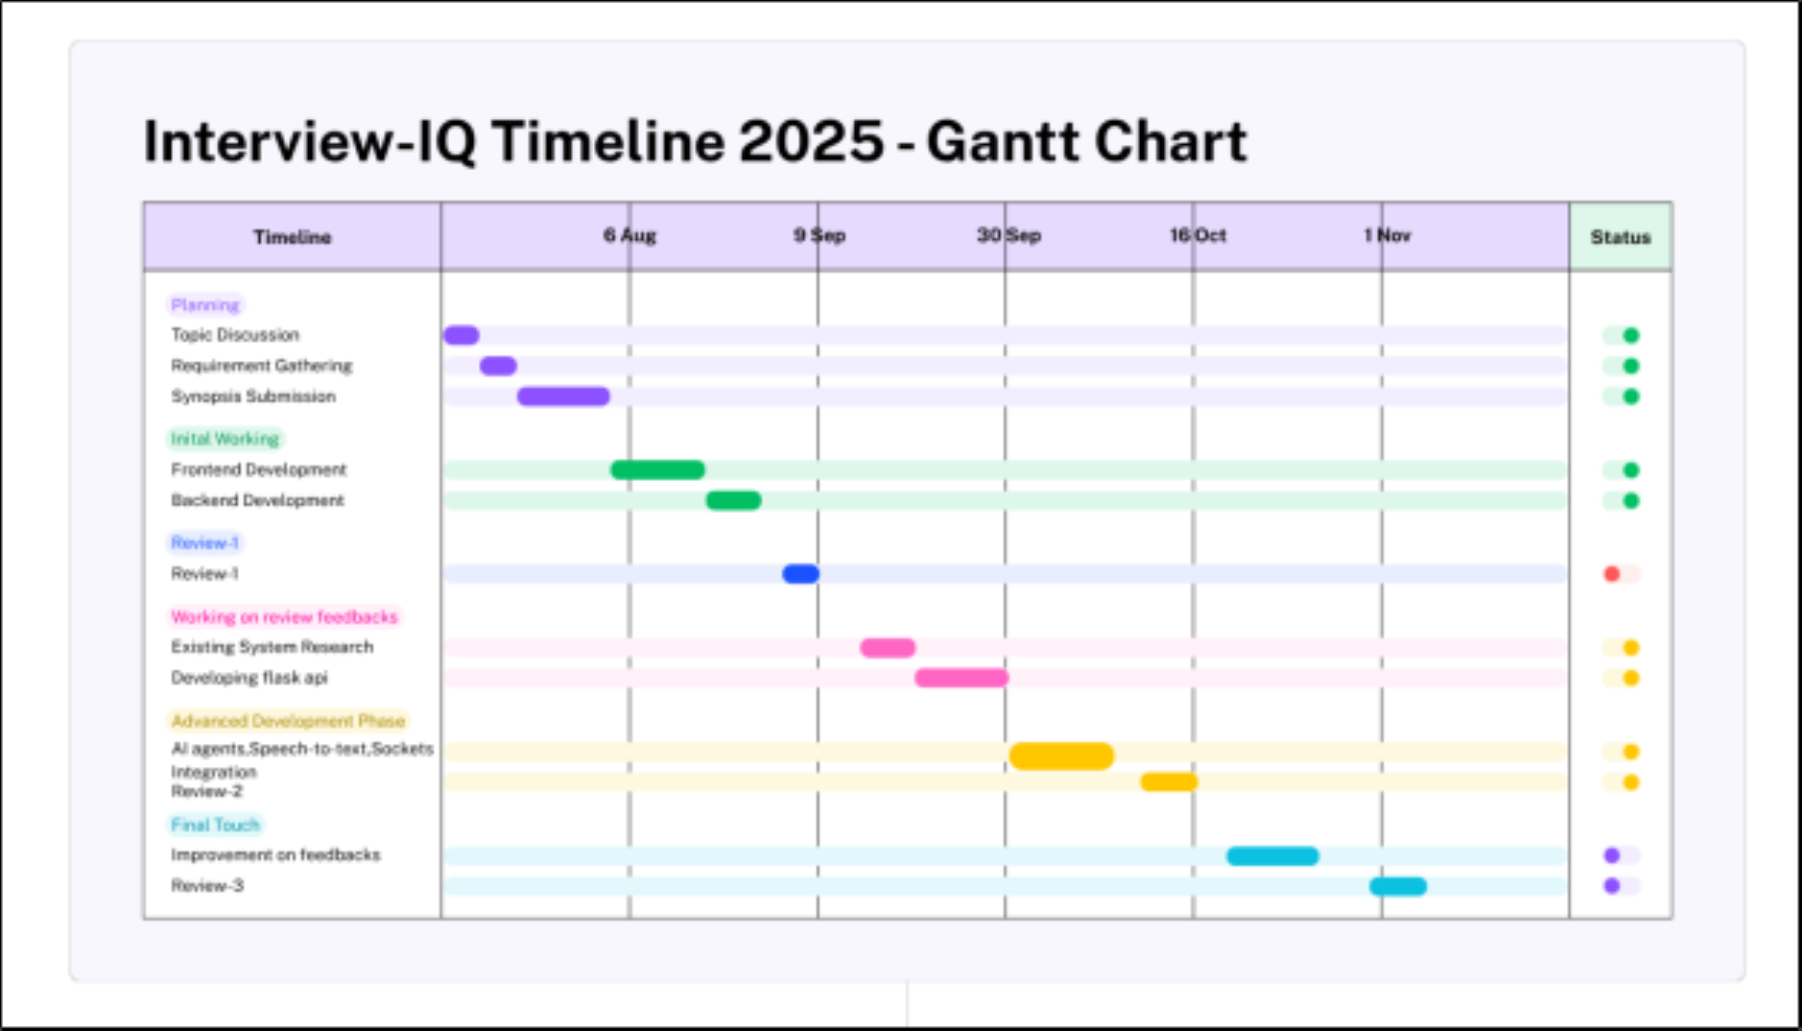 Interview-IQ Timeline 2025 - Gantt Chart
Timeline
6 Aug
9 Sep
30 Sep
16 Oct
1 Nov
Status
Planning
Topic Discussion
Requirement Gathering
Synopsis Submission
Inital Working
Frontend Development
Backend Development
Review-1
Review-1
Working on review feedbacks
Existing System Research
Developing flask api
Advanced Development Phase
AI agents,Speech-to-text,Sockets
Integration
Review-2
Final Touch
Improvement on feedbacks
Review-3